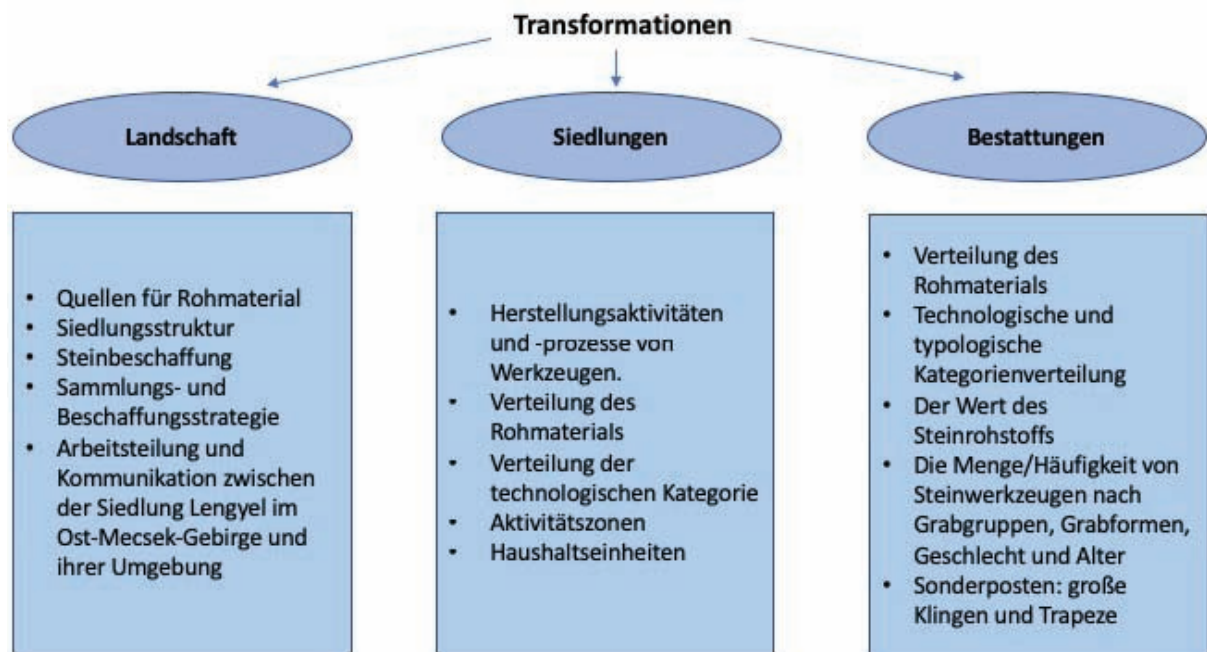 Transformationen
Landschaft
• Quellen für Rohmaterial
• Siedlungsstruktur
• Steinbeschaffung
• Sammlungs- und
Beschaffungsstrategie
• Arbeitsteilung und
Kommunikation zwischen
der Siedlung Lengyel im
Ost-Mecsek-Gebirge und
ihrer Umgebung
Siedlungen
• Herstellungsaktivitäten
und -prozesse von
Werkzeugen.
• Verteilung des
Rohmaterials
• Verteilung der
technologischen Kategorie
• Aktivitätszonen
• Haushaltseinheiten
Bestattungen
• Verteilung des
Rohmaterials
• Technologische und
typologische
Kategorienverteilung
• Der Wert des
Steinrohstoffs
• Die Menge/Häufigkeit von
Steinwerkzeugen nach
Grabgruppen, Grabformen,
Geschlecht und Alter
• Sonderposten: große
Klingen und Trapeze